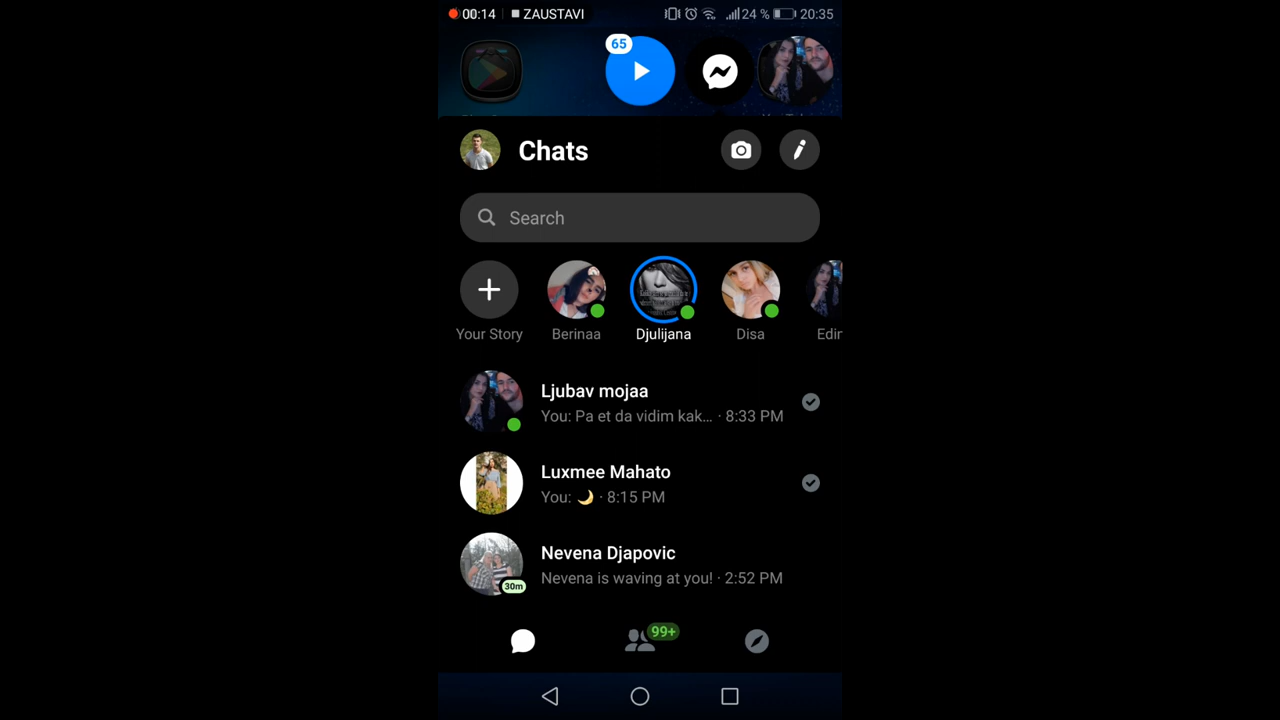 00:14 ZAUSTAVI 24 % 20:35
65
Chats
Search
Your Story Berinaa Djulijana Disa Edir
Ljubav mojaa
You: Pa et da vidim kak... · 8:33 PM
Luxmee Mahato
You: 🌙 · 8:15 PM
Nevena Djapovic
Nevena is waving at you! · 2:52 PM
30m
99+